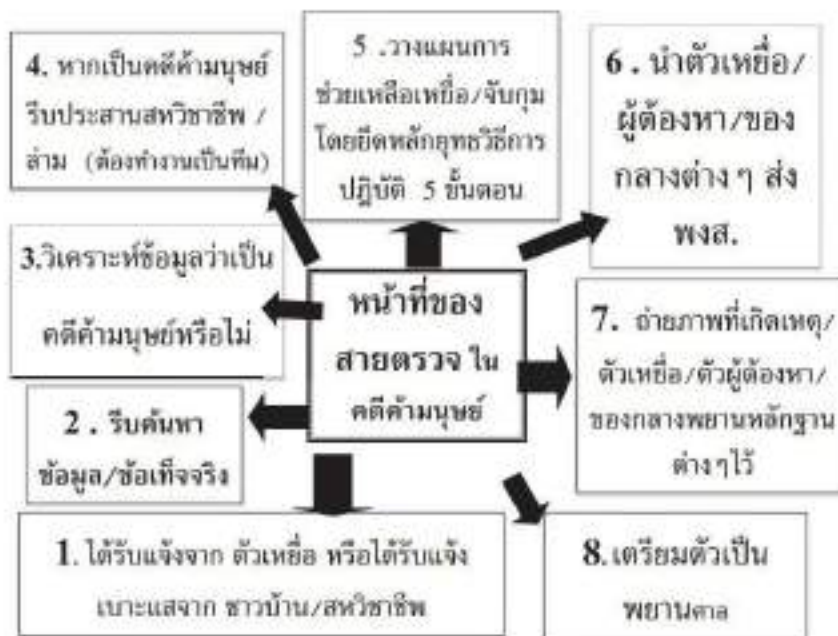 4. หากเป็นคดีค้ามนุษย์
รีบประสานสหวิชาชีพ /
ล่าม (ต้องทำงานเป็นทีม)
5 .วางแผนการ
ช่วยเหลือเหยื่อ/จับกุม
โดยยึดหลักยุทธวิธีการ
ปฏิบัติ 5 ขั้นตอน
6 . นำตัวเหยื่อ/
ผู้ต้องหา/ของ
กลางต่างๆ ส่ง
พงส.
3.วิเคราะห์ข้อมูลว่าเป็น
คดีค้ามนุษย์หรือไม่
หน้าที่ของ
สายตรวจ ใน
คดีค้ามนุษย์
7. ถ่ายภาพที่เกิดเหตุ/
ตัวเหยื่อ/ตัวผู้ต้องหา/
ของกลางพยานหลักฐาน
ต่างๆไว้
2 . รีบค้นหา
ข้อมูล/ข้อเท็จจริง
1. ได้รับแจ้งจาก ตัวเหยื่อ หรือได้รับแจ้ง
เบาะแสจาก ชาวบ้าน/สหวิชาชีพ
8.เตรียมตัวเป็น
พยานศาล